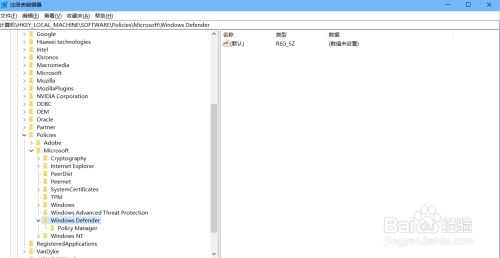 注册表编辑器
文件(F) 编辑(E) 查看(V) 收藏夹(A) 帮助(H)
计算机\HKEY_LOCAL_MACHINE\SOFTWARE\Policies\Microsoft\Windows Defender
名称 类型 数据
Google
ab(默认) REG_SZ (数值未设置)
Huawei technologies
Intel
Khronos
Macromedia
Microsoft
Mozilla
MozillaPlugins
NVIDIA Corporation
ODBC
OEM
Oracle
Partner
Policies
Adobe
Microsoft
Cryptography
Internet Explorer
PeerDist
Peernet
SystemCertificates
TPM
Windows
Windows Advanced Threat Protection
Windows Defender
Policy Manager
Windows NT
RegisteredApplications
VanDyke
Baidu 经验
jingyan.baidu.com